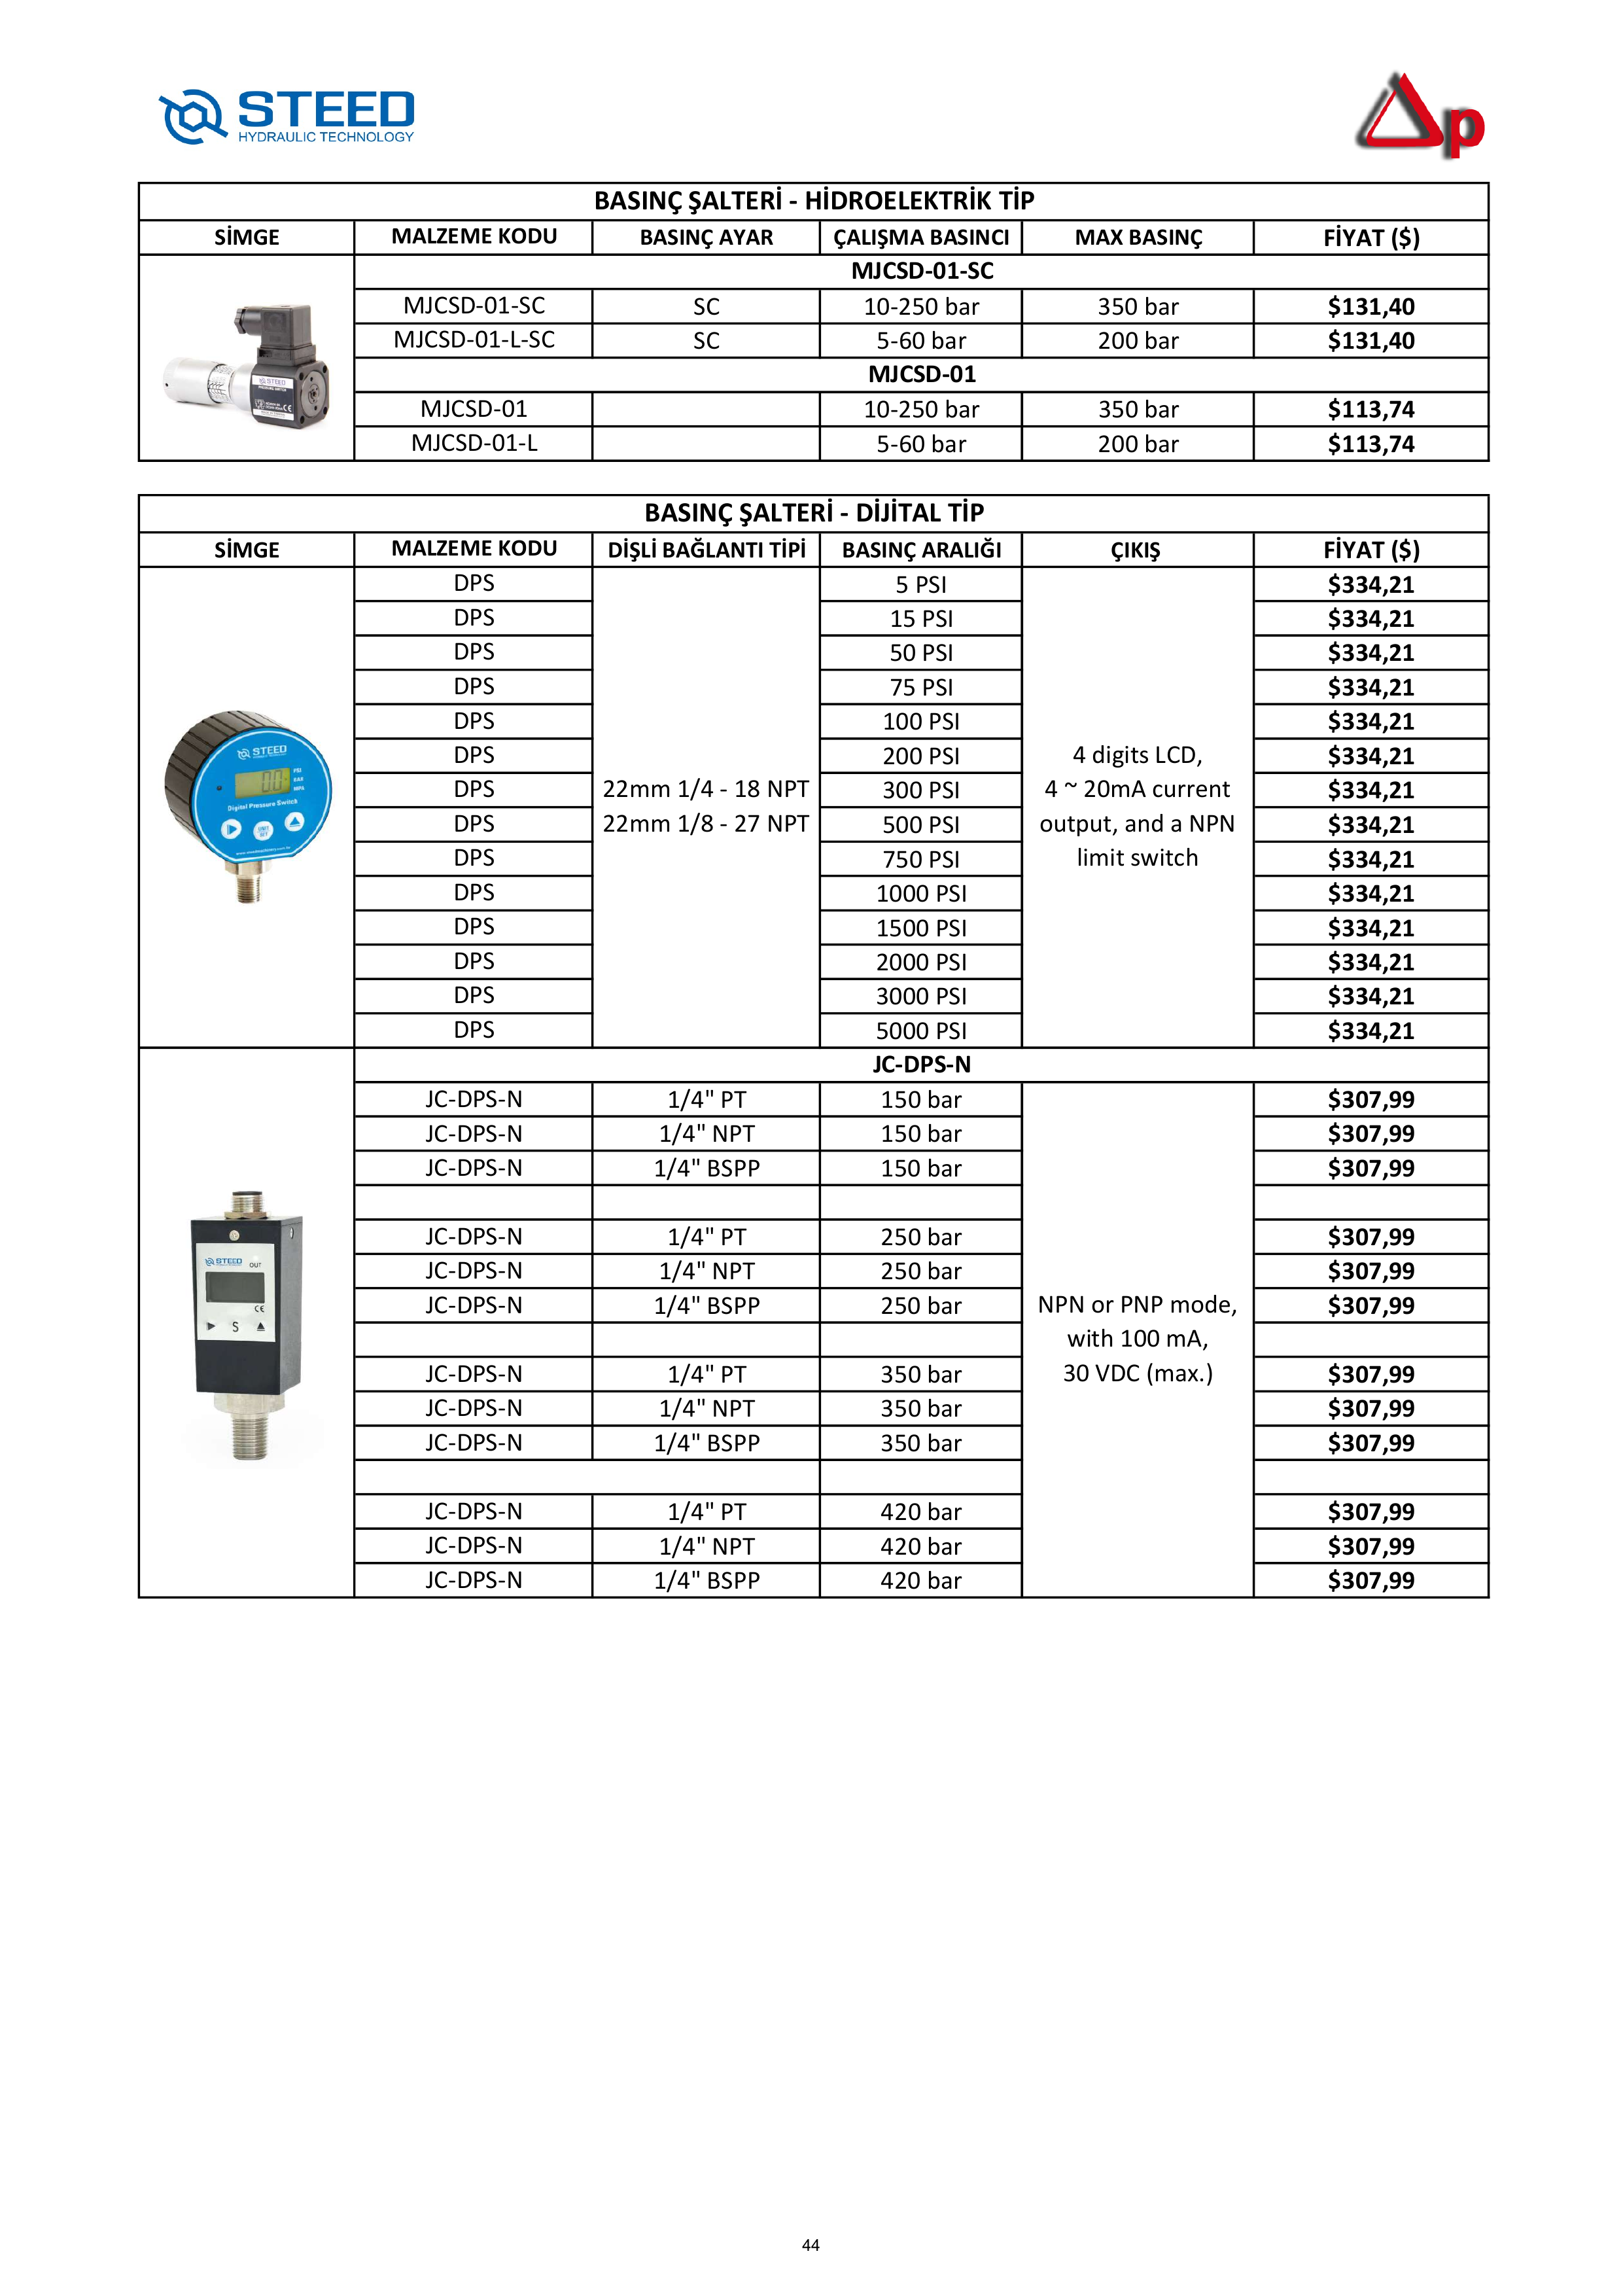 STEED
HYDRAULIC TECHNOLOGY
p
BASINÇ ŞALTERİ - HİDROELEKTRİK TİP
SİMGE MALZEME KODU BASINÇ AYAR ÇALIŞMA BASINCI MAX BASINÇ FİYAT ($)
MJCSD-01-SC
MJCSD-01-SC SC 10-250 bar 350 bar $131,40
MJCSD-01-L-SC SC 5-60 bar 200 bar $131,40
MJCSD-01
MJCSD-01 10-250 bar 350 bar $113,74
MJCSD-01-L 5-60 bar 200 bar $113,74
STEED
BASINÇ ŞALTERİ - DİJİTAL TİP
SİMGE MALZEME KODU DİŞLİ BAĞLANTI TİPİ BASINÇ ARALIĞI ÇIKIŞ FİYAT ($)
DPS 5 PSI $334,21
DPS 15 PSI $334,21
DPS 50 PSI $334,21
DPS 75 PSI $334,21
DPS 100 PSI $334,21
DPS 200 PSI 4 digits LCD, $334,21
DPS 22mm 1/4 - 18 NPT 300 PSI 4 ~ 20mA current $334,21
DPS 22mm 1/8 - 27 NPT 500 PSI output, and a NPN $334,21
DPS 750 PSI limit switch $334,21
DPS 1000 PSI $334,21
DPS 1500 PSI $334,21
DPS 2000 PSI $334,21
DPS 3000 PSI $334,21
DPS 5000 PSI $334,21
STEED
PSI
BAR
MPA
Digital Pressure Switch
JC-DPS-N
JC-DPS-N 1/4" PT 150 bar $307,99
JC-DPS-N 1/4" NPT 150 bar $307,99
JC-DPS-N 1/4" BSPP 150 bar $307,99
JC-DPS-N 1/4" PT 250 bar $307,99
JC-DPS-N 1/4" NPT 250 bar $307,99
JC-DPS-N 1/4" BSPP 250 bar NPN or PNP mode, $307,99
with 100 mA,
JC-DPS-N 1/4" PT 350 bar 30 VDC (max.) $307,99
JC-DPS-N 1/4" NPT 350 bar $307,99
JC-DPS-N 1/4" BSPP 350 bar $307,99
JC-DPS-N 1/4" PT 420 bar $307,99
JC-DPS-N 1/4" NPT 420 bar $307,99
JC-DPS-N 1/4" BSPP 420 bar $307,99
STEED
OUT
CE
S
44